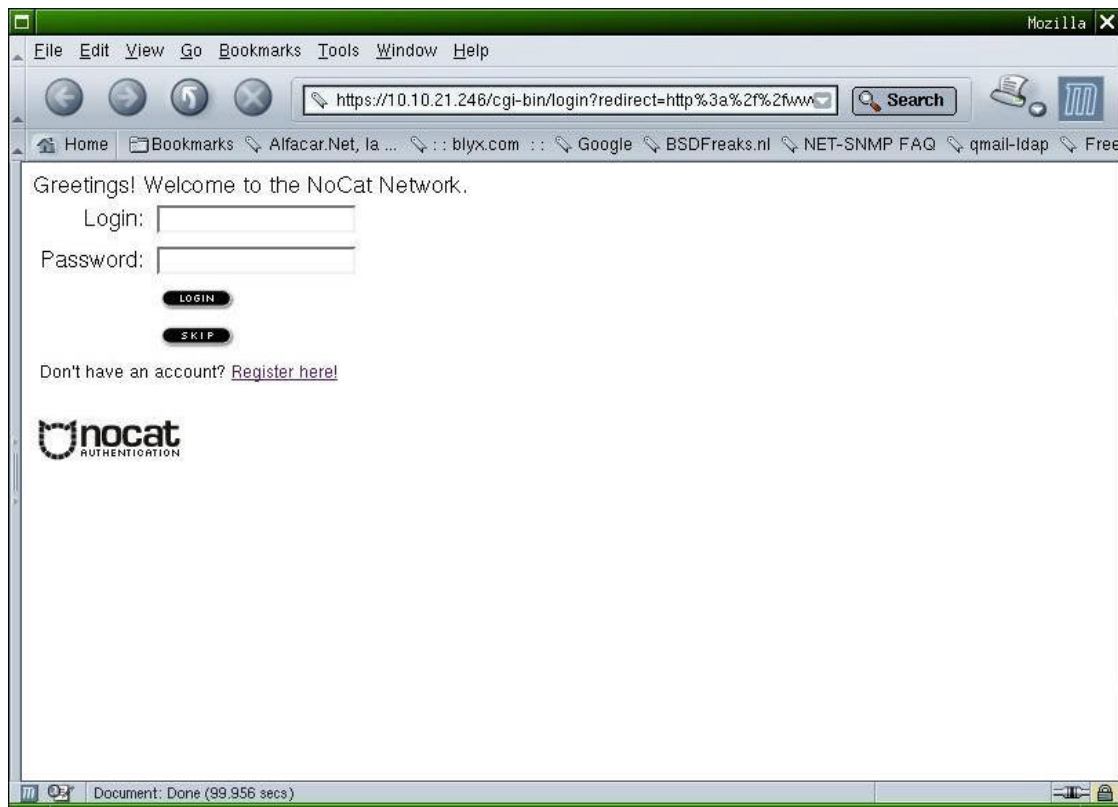 Mozilla
File Edit View Go Bookmarks Tools Window Help
https://10.10.21.246/cgi-bin/login?redirect=http%3a%2f%2fwww
Search
Home Bookmarks Alfacar.Net, la ... :: blyx.com :: Google BSDFreaks.nl NET-SNMP FAQ qmail-ldap Free
Greetings! Welcome to the NoCat Network.
Login:
Password:
LOGIN
SKIP
Don't have an account? Register here!
nocat
AUTHENTICATION
Document: Done (99.956 secs)